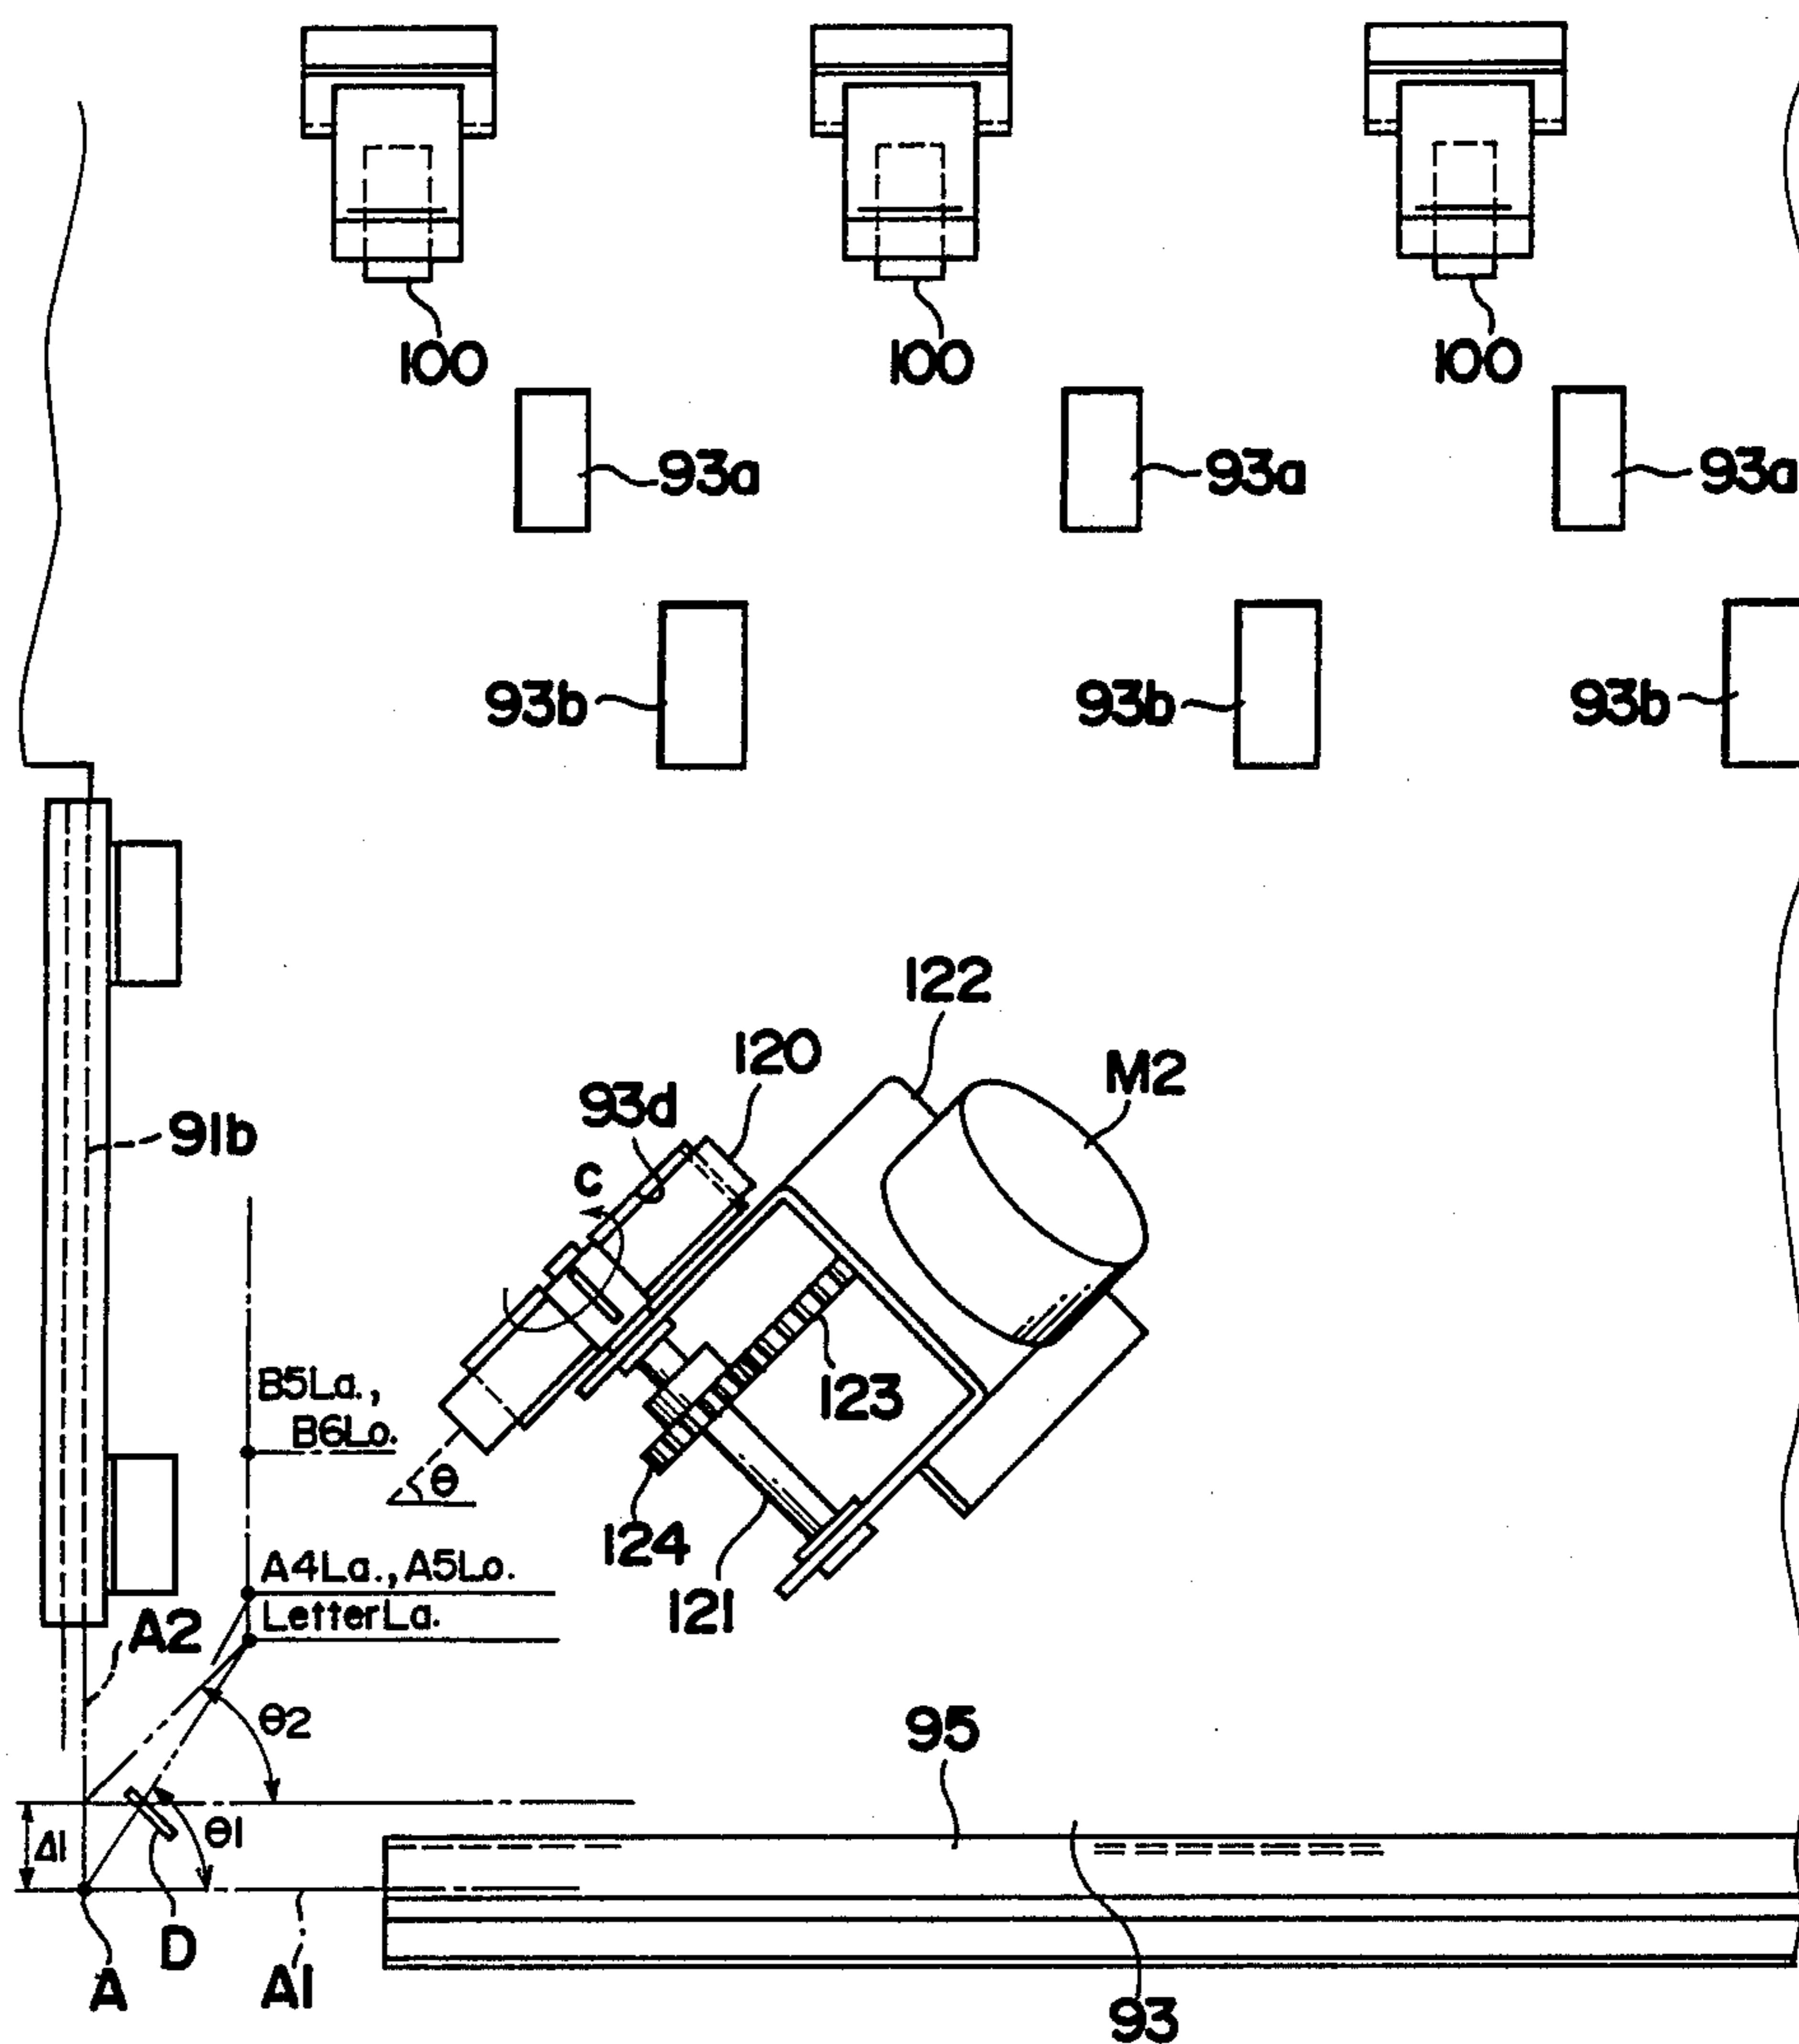 100 100 100
93a 93a 93a
93b 93b 93b
122
120 M2
93d
91b
C
B5La.,
B6Lo.
123
θ
124
A4La., A5Lo.
121
LetterLa.
A2
θ2
95
Δl
θ1
D
A A1
93